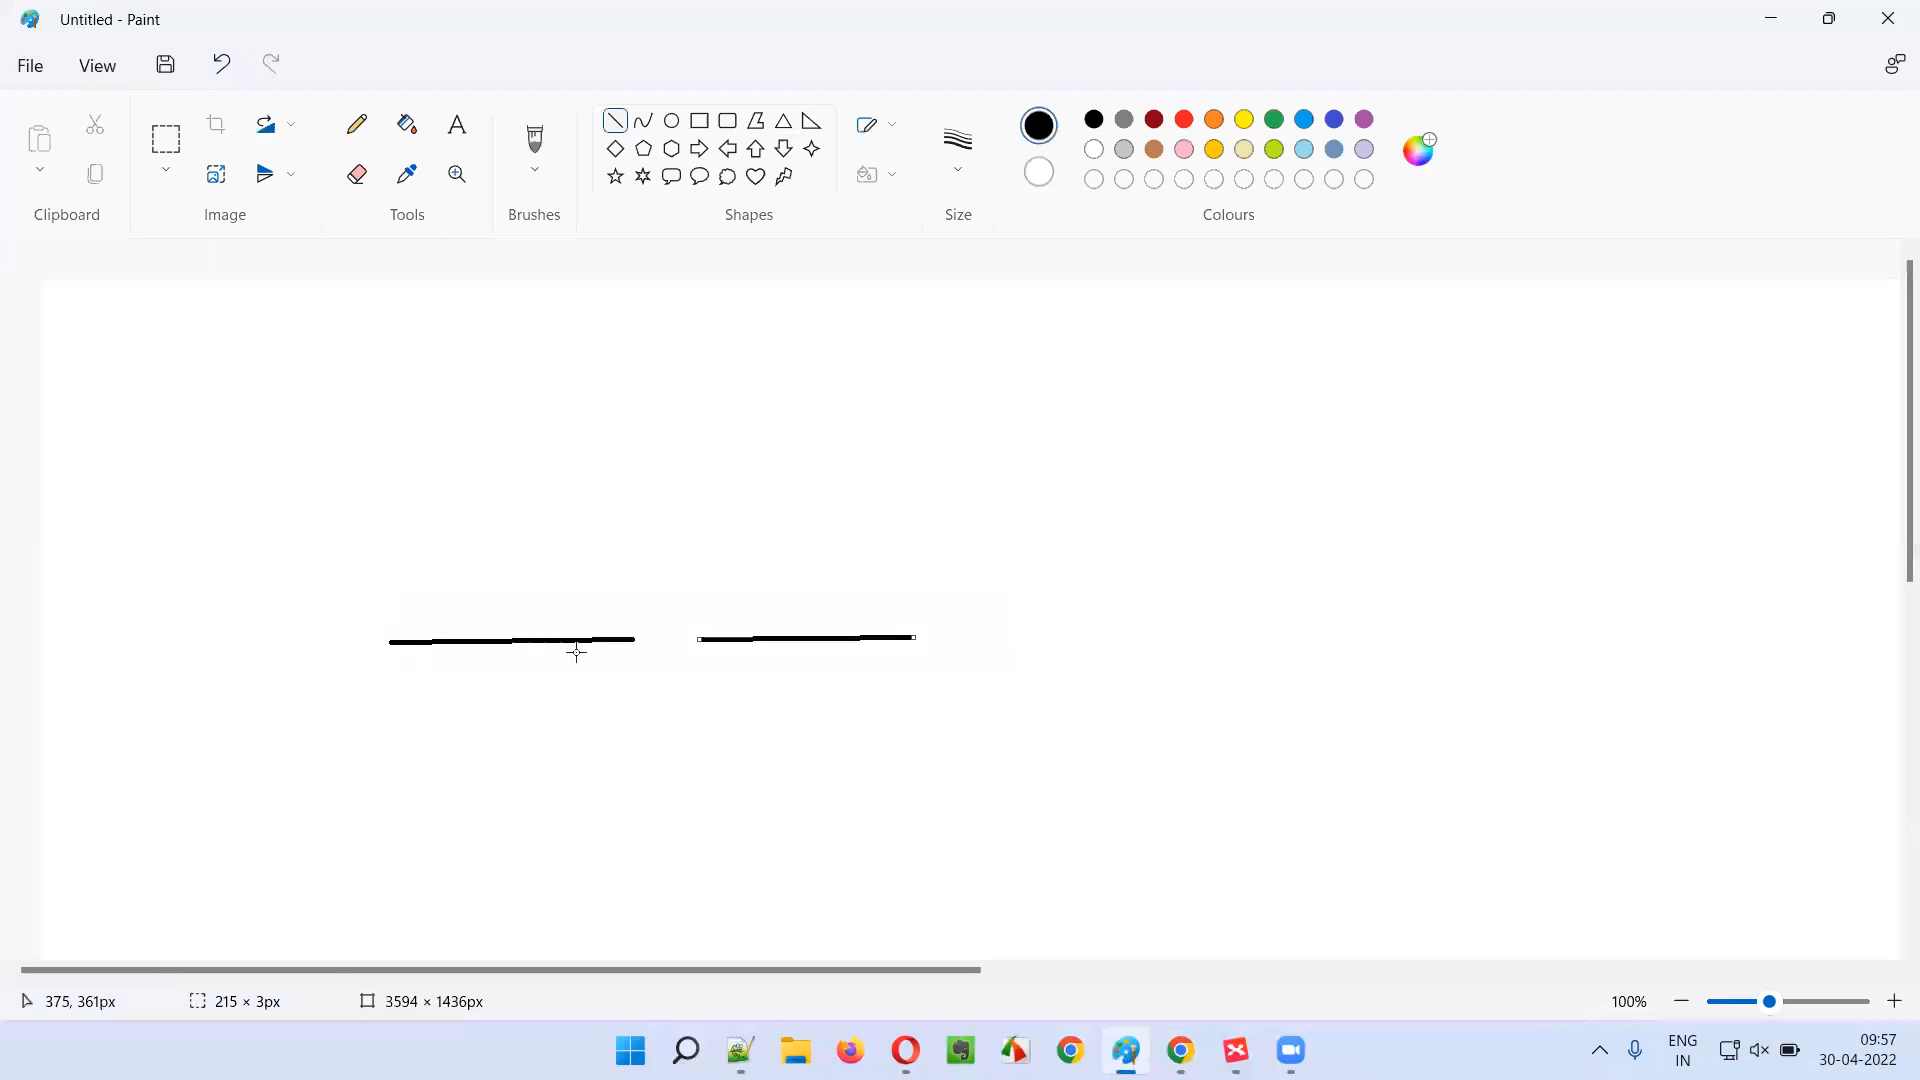 Untitled - Paint
File View
Clipboard Image Tools Brushes Shapes Size Colours
375, 361px 215 × 3px 3594 × 1436px 100%
ENG 09:57
IN 30-04-2022